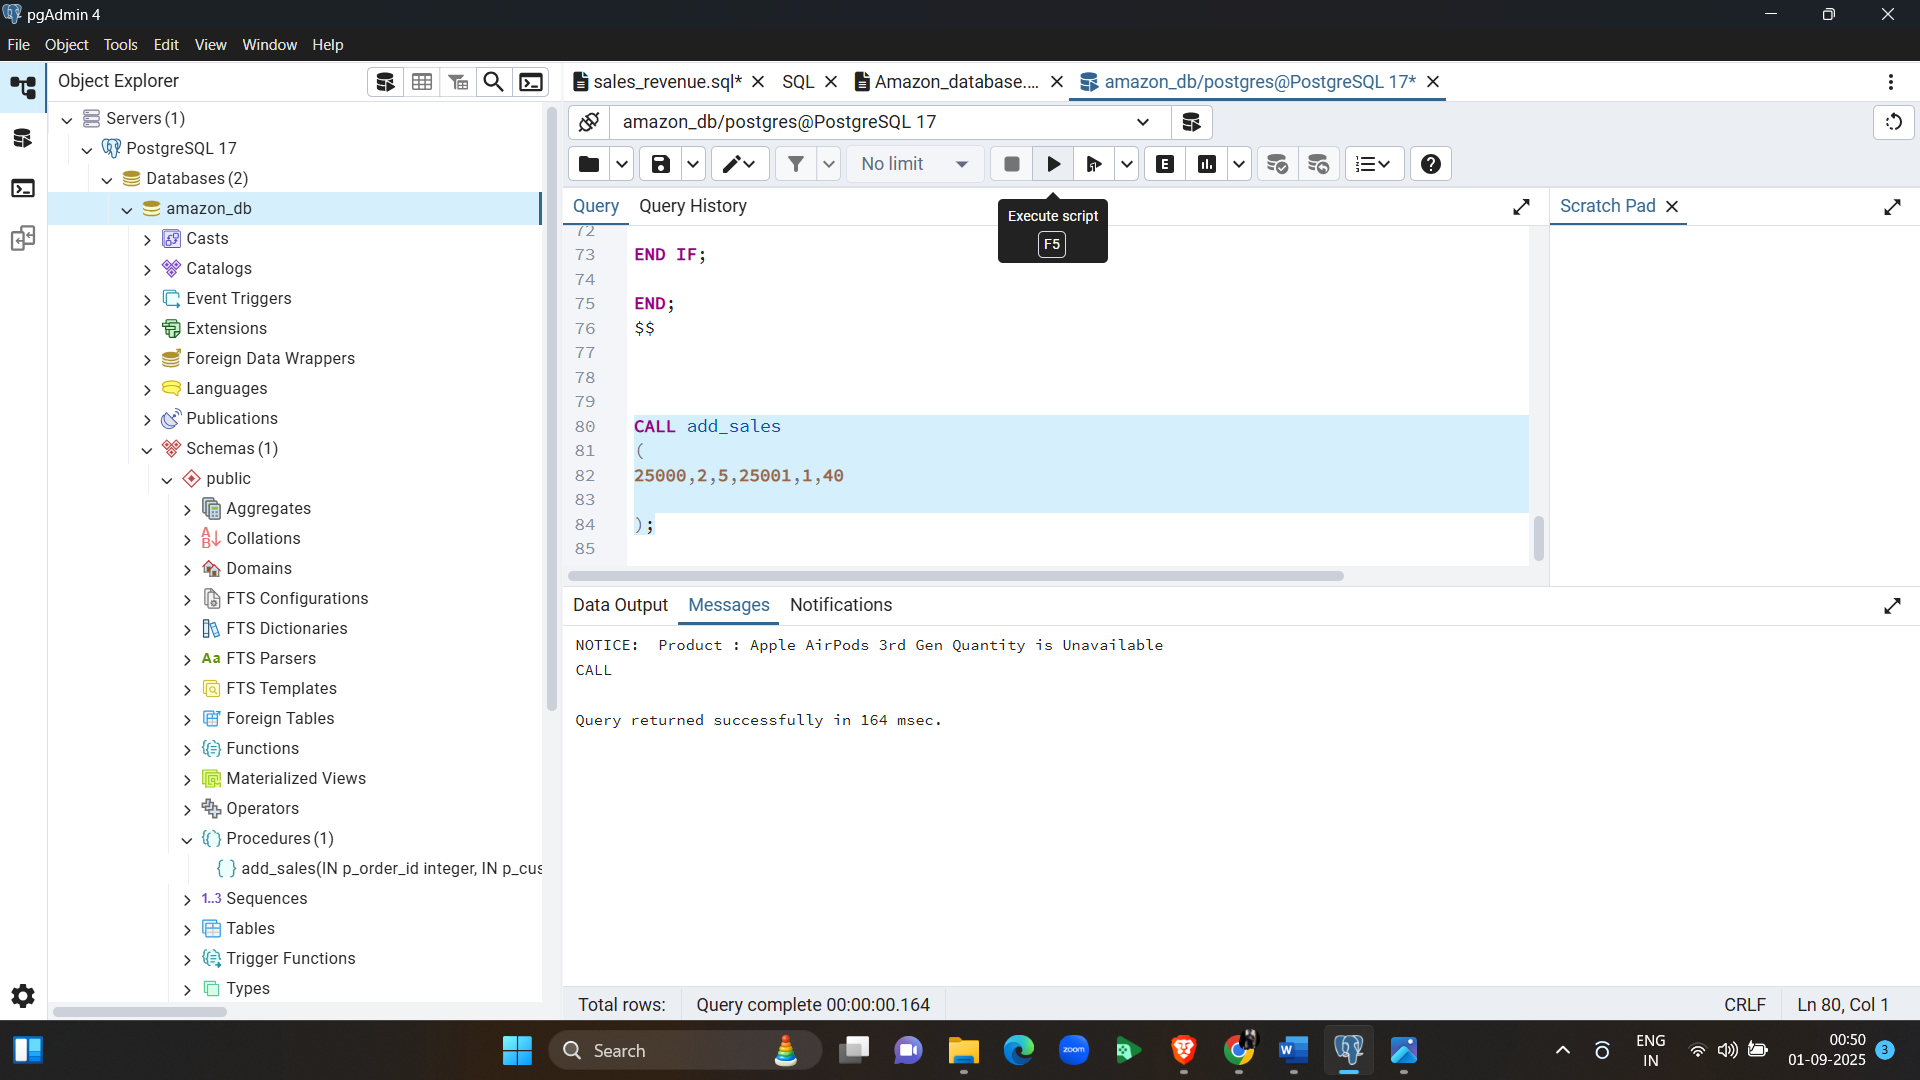 pgAdmin 4
File Object Tools Edit View Window Help
Object Explorer
Servers (1)
PostgreSQL 17
Databases (2)
amazon_db
Casts
Catalogs
Event Triggers
Extensions
Foreign Data Wrappers
Languages
Publications
Schemas (1)
public
Aggregates
Collations
Domains
FTS Configurations
FTS Dictionaries
Aa FTS Parsers
FTS Templates
Foreign Tables
Functions
Materialized Views
Operators
Procedures (1)
add_sales(IN p_order_id integer, IN p_cus
1..3 Sequences
Tables
Trigger Functions
Types
sales_revenue.sql* SQL Amazon_database.... amazon_db/postgres@PostgreSQL 17*
amazon_db/postgres@PostgreSQL 17
No limit E
Query Query History
Execute script
F5
Scratch Pad
72
73 END IF;
74
75 END;
76 $$
77
78
79
80 CALL add_sales
81 (
82 25000,2,5,25001,1,40
83
84 );
85
Data Output Messages Notifications
NOTICE:  Product : Apple AirPods 3rd Gen Quantity is Unavailable
CALL
Query returned successfully in 164 msec.
Total rows: Query complete 00:00:00.164 CRLF Ln 80, Col 1
Search zoom W
ENG
IN
00:50
01-09-2025 3